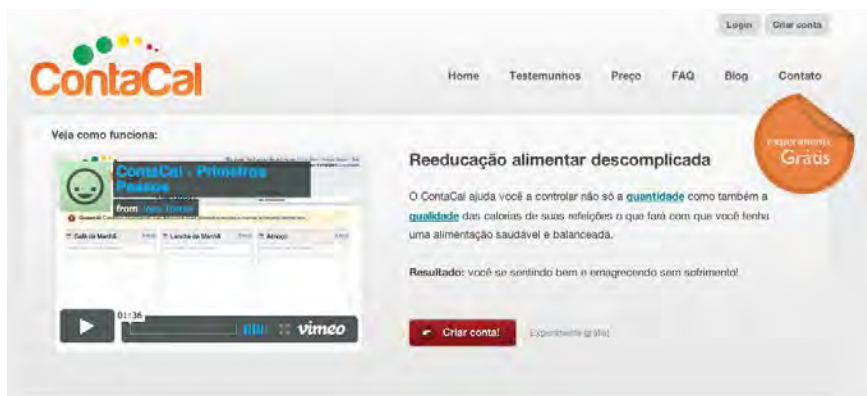 Login Criar conta
ContaCal
Home Testemunhos Preço FAQ Blog Contato
Veja como funciona:
ContaCal - Primeiros
Passos
from
Café da Manhã Lanche da Manhã Almoço
01:36
vimeo
experimente
Grátis
Reeducação alimentar descomplicada
O ContaCal ajuda você a controlar não só a quantidade como também a
qualidade das calorias de suas refeições o que fará com que você tenha
uma alimentação saudável e balanceada.
Resultado: você se sentindo bem e emagrecendo sem sofrimento!
Criar conta! Experimente grátis!